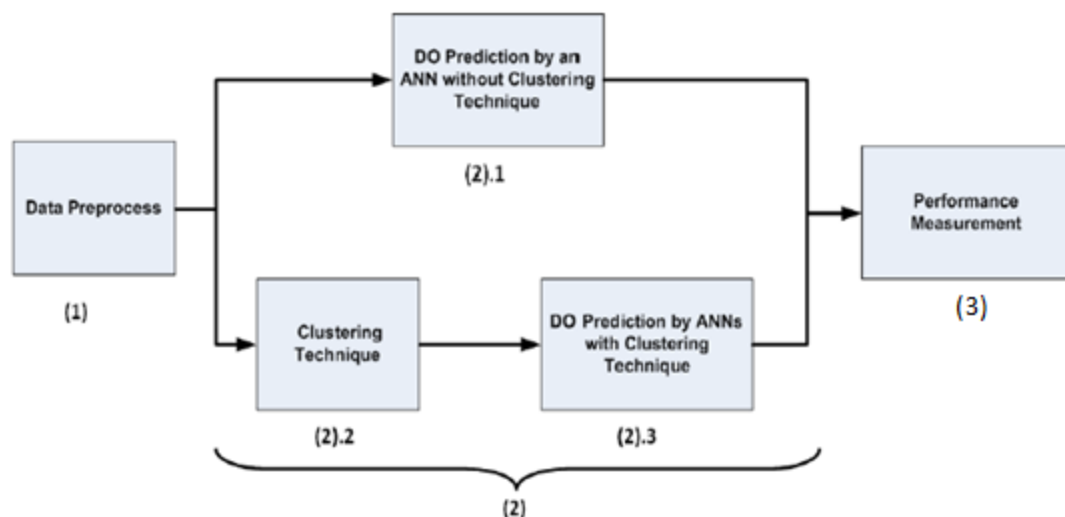 DO Prediction by an
ANN without Clustering
Technique
(2).1
Data Preprocess
(1)
Performance
Measurement
(3)
Clustering
Technique
(2).2
DO Prediction by ANNs
with Clustering
Technique
(2).3
(2)